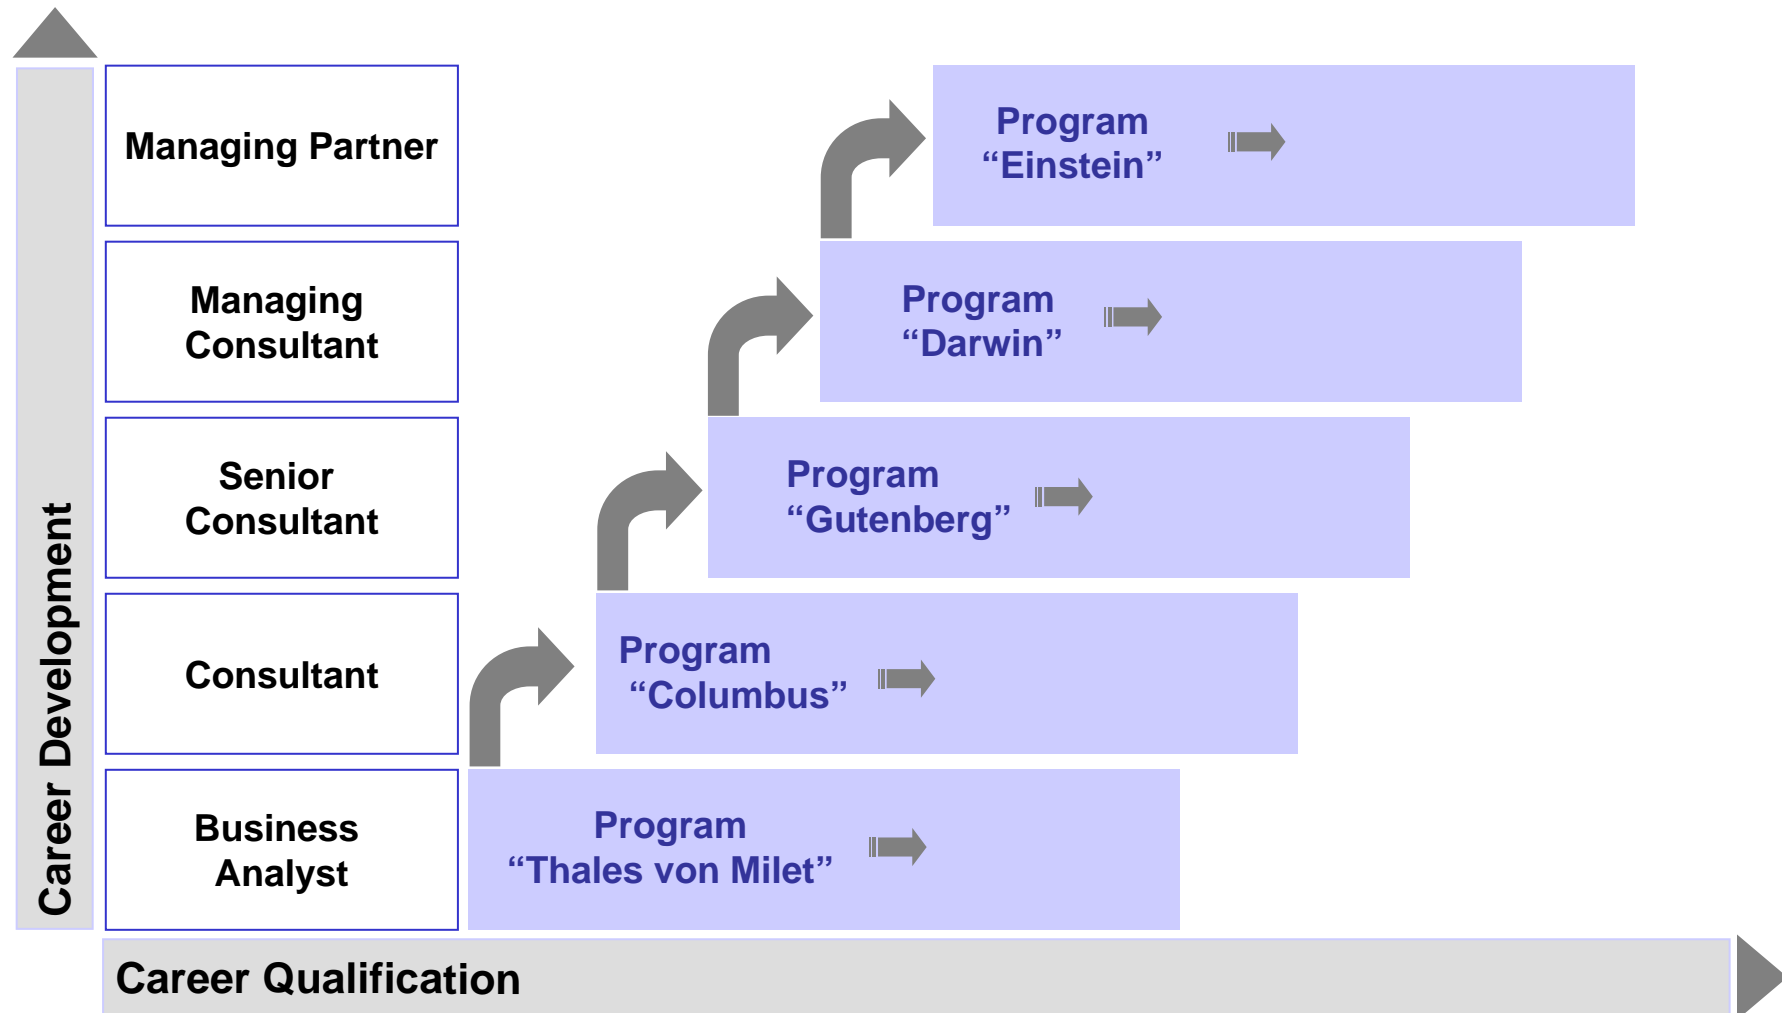 Managing Partner
Program
“Einstein”
Managing
Consultant
Program
“Darwin”
Senior
Consultant
Program
“Gutenberg”
Consultant
Program
“Columbus”
Business
Analyst
Program
“Thales von Milet”
Career Development
Career Qualification